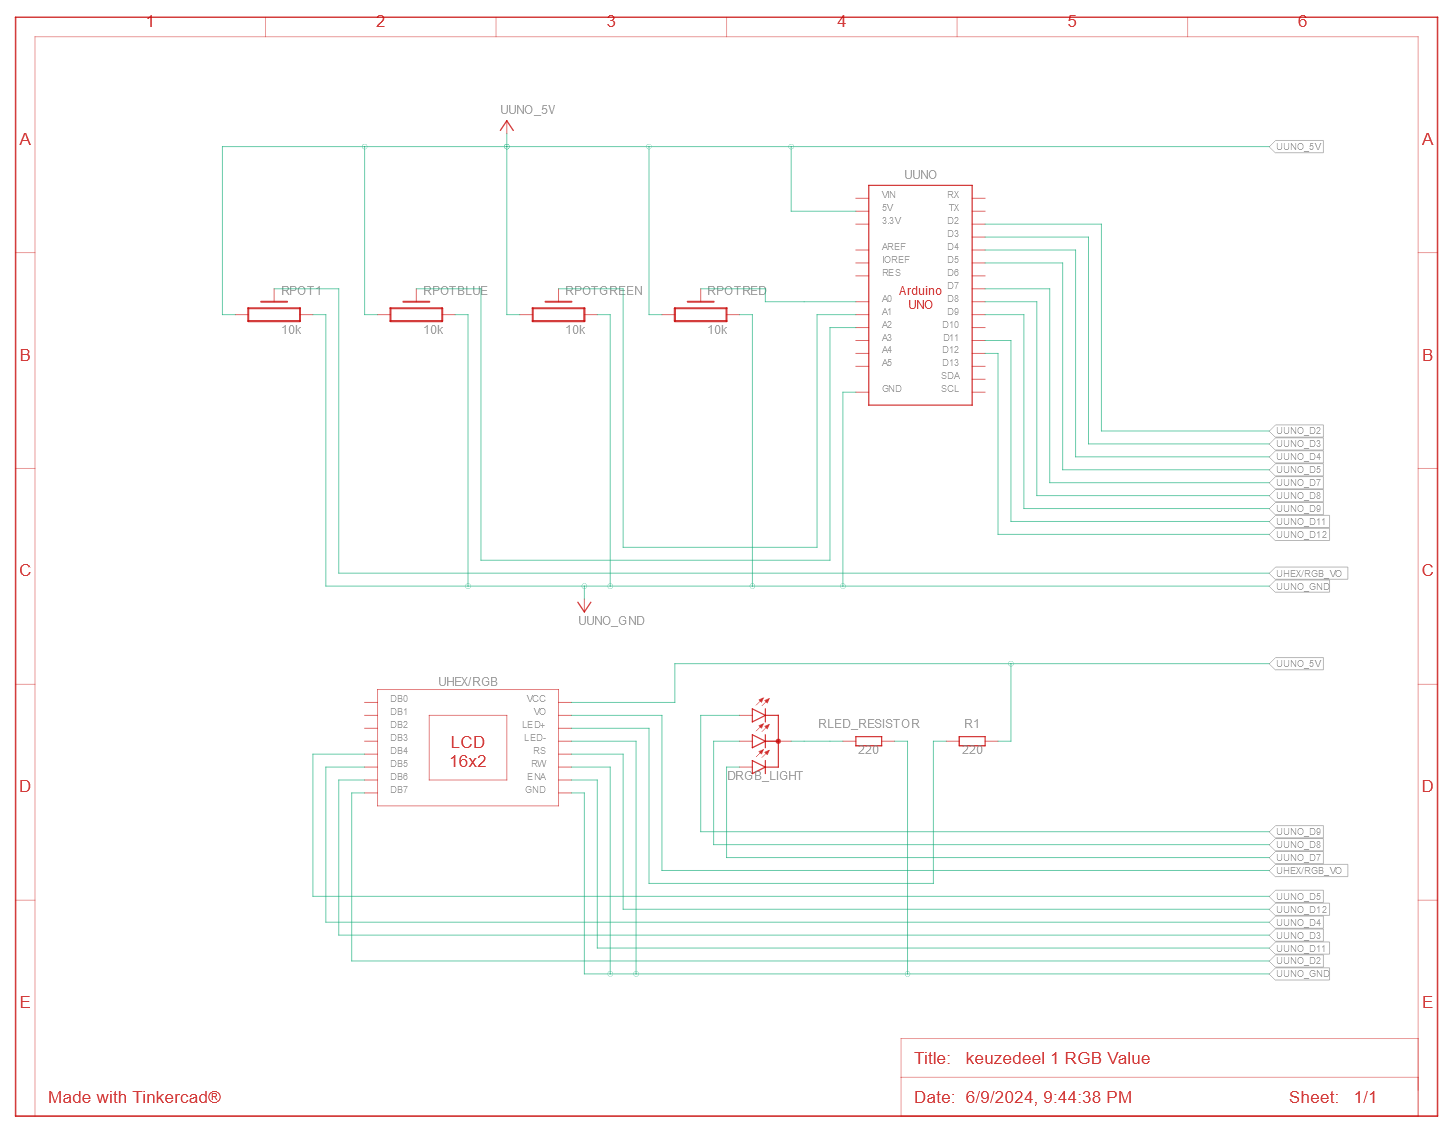 1 2 3 4 5 6
UUNO_5V
A A
UUNO_5V
UUNO
VIN RX
5V TX
3.3V D2
D3
AREF D4
IOREF D5
RES D6
D7
A0 D8
A1 D9
A2 D10
A3 D11
A4 D12
A5 D13
SDA
GND SCL
Arduino
UNO
RPOT1 RPOTBLUE RPOTGREEN RPOTRED
10k 10k 10k 10k
B B
UUNO_D2
UUNO_D3
UUNO_D4
UUNO_D5
UUNO_D7
UUNO_D8
UUNO_D9
UUNO_D11
UUNO_D12
C C
UHEX/RGB_VO
UUNO_GND
UUNO_GND
UUNO_5V
UHEX/RGB
DB0 VCC
DB1 VO
DB2 LED+
DB3 LED-
DB4 RS
DB5 RW
DB6 ENA
DB7 GND
LCD
16x2
RLED_RESISTOR R1
220 220
DRGB_LIGHT
D D
UUNO_D9
UUNO_D8
UUNO_D7
UHEX/RGB_VO
UUNO_D5
UUNO_D12
UUNO_D4
UUNO_D3
UUNO_D11
UUNO_D2
UUNO_GND
E E
Title: keuzedeel 1 RGB Value
Made with Tinkercad®
Date: 6/9/2024, 9:44:38 PM Sheet: 1/1